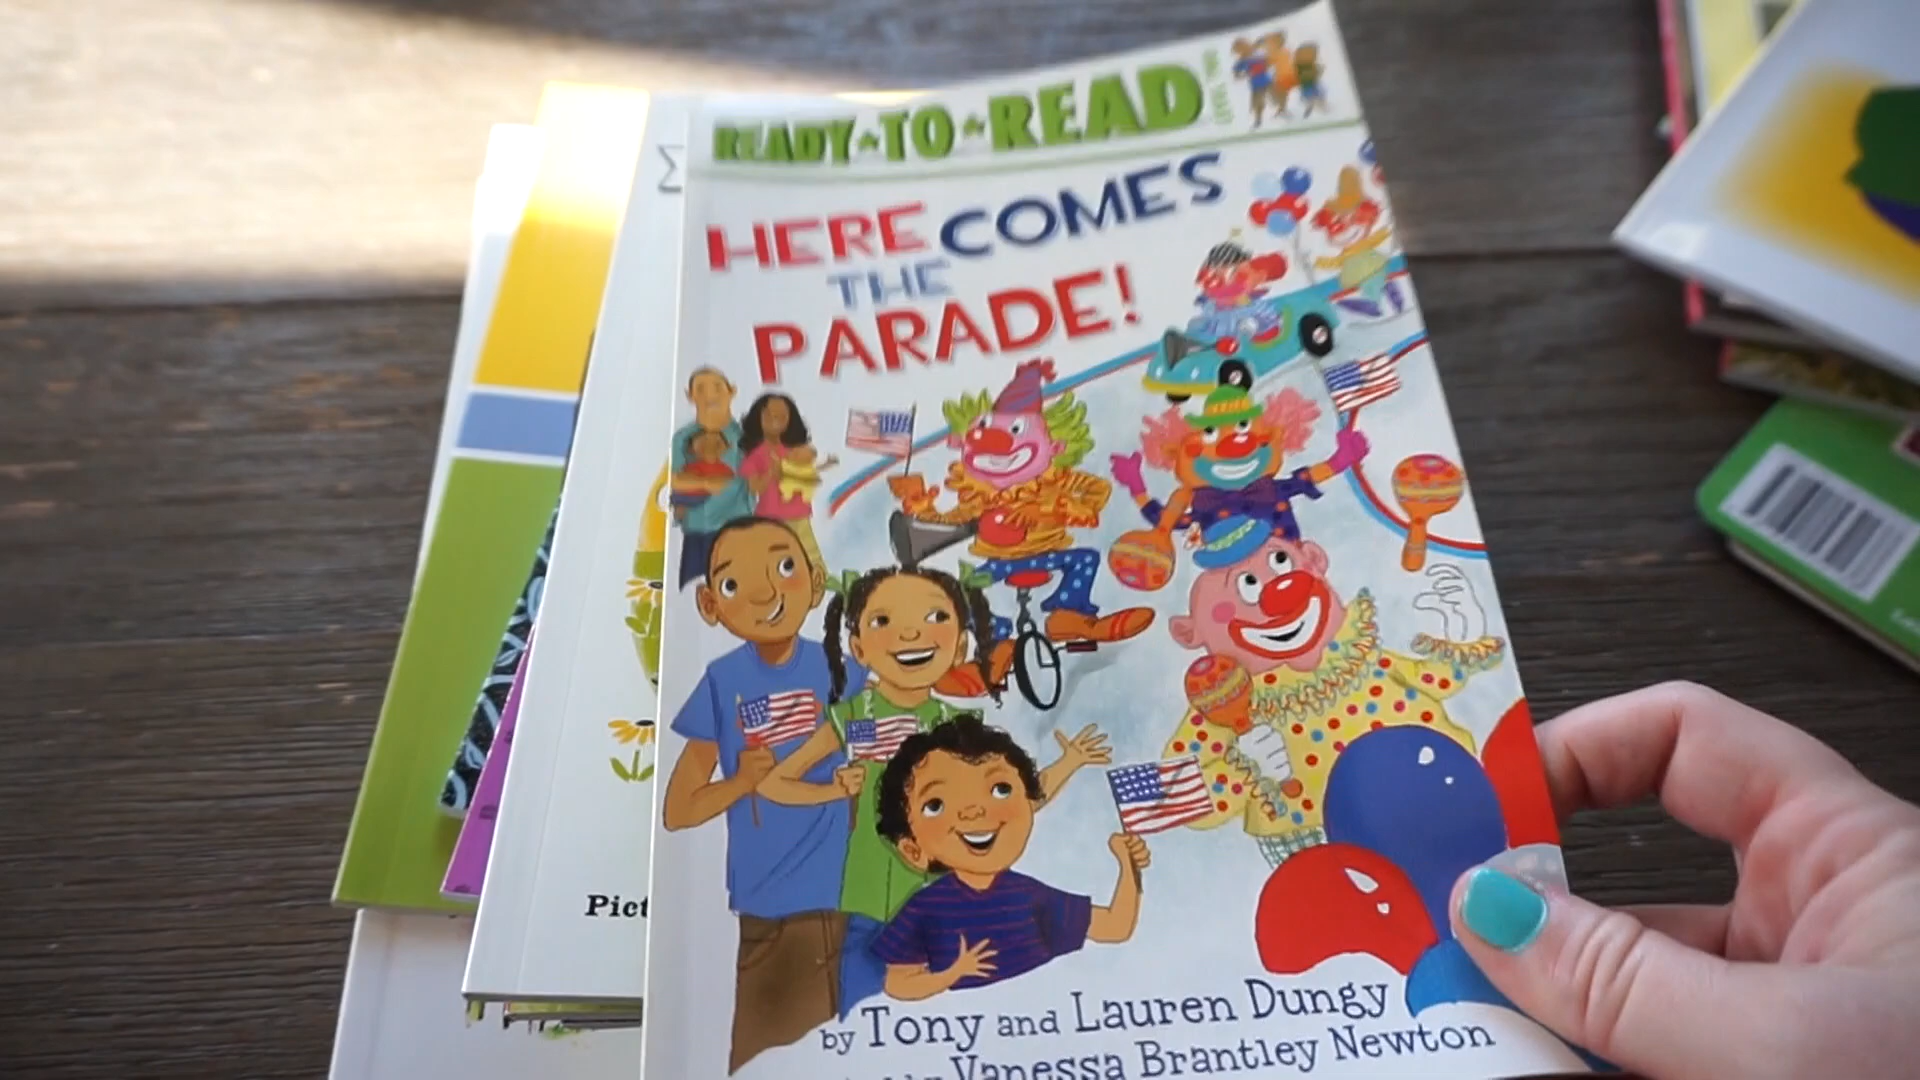 READY-TO-READ
HERE COMES
THE
PARADE!
Pict
by Tony and Lauren Dungy
Vanessa Brantley Newton